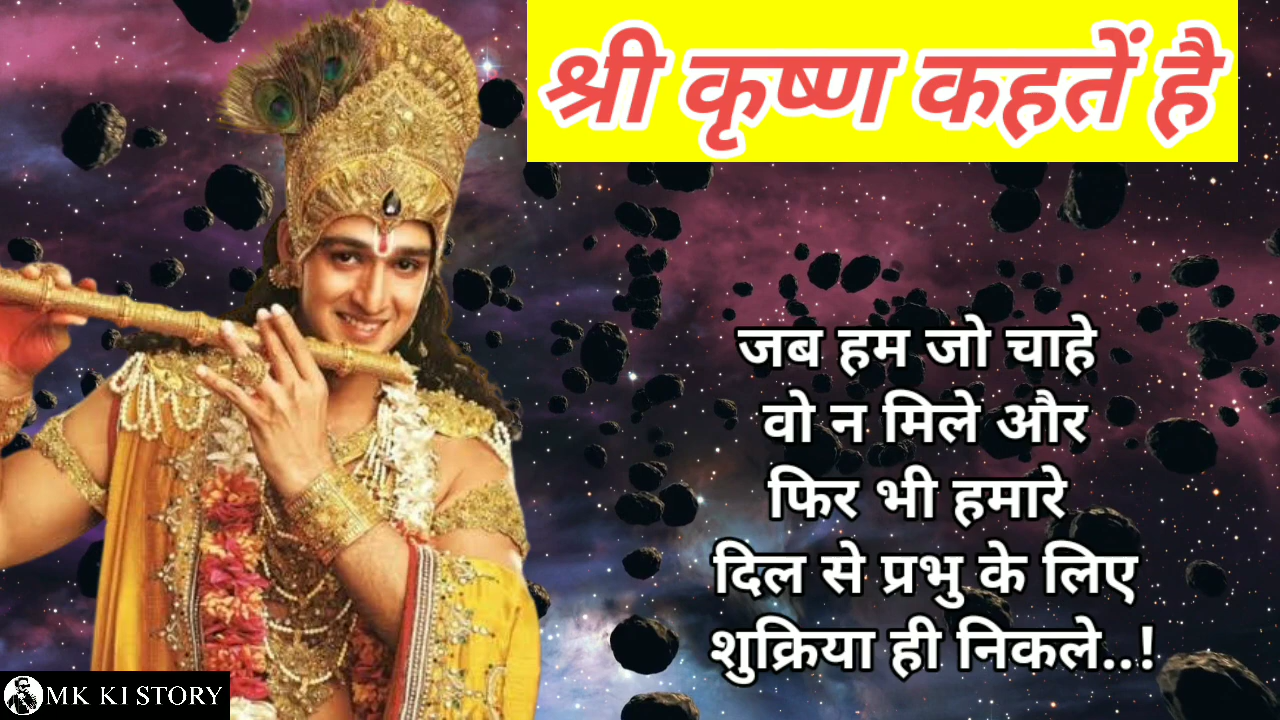 श्री कृष्ण कहतें है
जब हम जो चाहे
वो न मिले और
फिर भी हमारे
दिल से प्रभु के लिए
शुक्रिया ही निकले..!
MK KI STORY